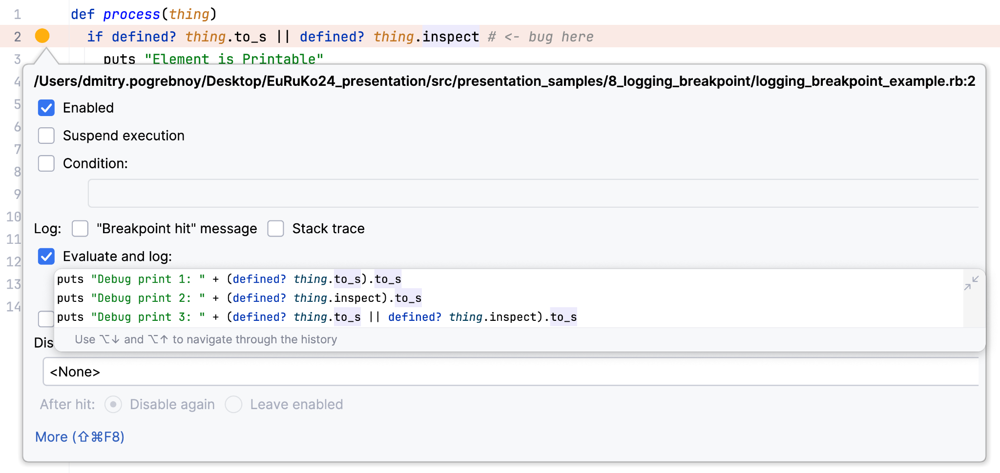 1 def process(thing)
2 if defined? thing.to_s || defined? thing.inspect # <- bug here
3 puts "Element is Printable"
4
/Users/dmitry.pogrebnoy/Desktop/EuRuKo24_presentation/src/presentation_samples/8_logging_breakpoint/logging_breakpoint_example.rb:2
5
Enabled
6
Suspend execution
7
Condition:
8
9
10
Log: "Breakpoint hit" message Stack trace
11
12
Evaluate and log:
puts "Debug print 1: " + (defined? thing.to_s).to_s
13
puts "Debug print 2: " + (defined? thing.inspect).to_s
14
puts "Debug print 3: " + (defined? thing.to_s || defined? thing.inspect).to_s
Use ⌥↓ and ⌥↑ to navigate through the history
Dis
<None>
After hit: Disable again Leave enabled
More (⇧⌘F8)